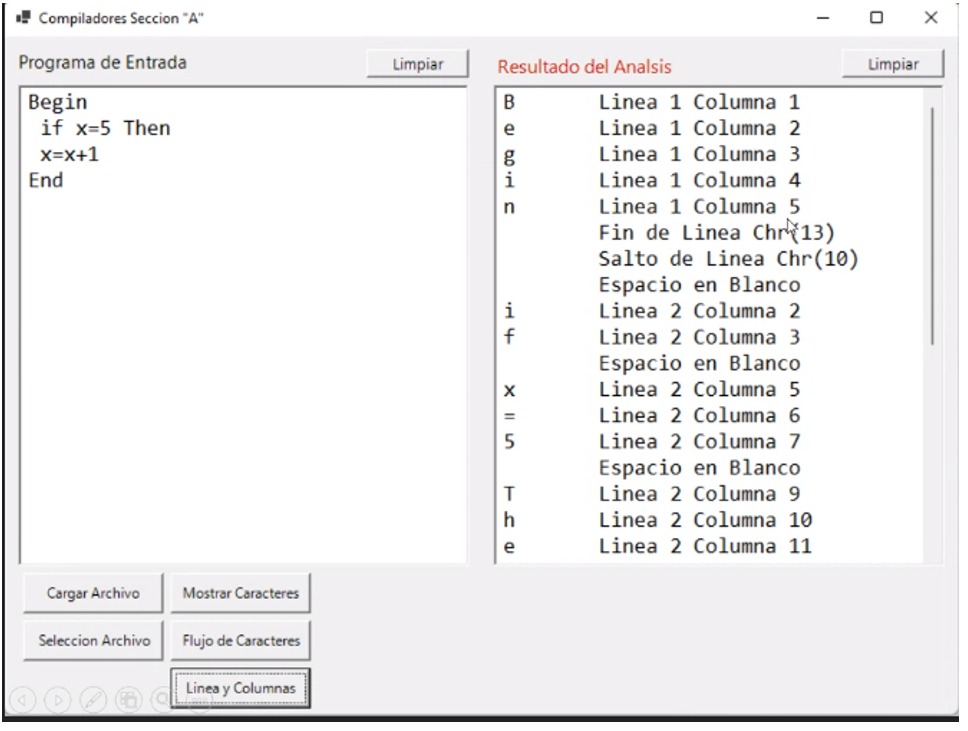 Compiladores Seccion "A"
Programa de Entrada
Limpiar
Begin
if x=5 Then
x=x+1
End
Resultado del Analsis
Limpiar
B Linea 1 Columna 1
e Linea 1 Columna 2
g Linea 1 Columna 3
i Linea 1 Columna 4
n Linea 1 Columna 5
Fin de Linea Chr(13)
Salto de Linea Chr(10)
Espacio en Blanco
i Linea 2 Columna 2
f Linea 2 Columna 3
Espacio en Blanco
x Linea 2 Columna 5
= Linea 2 Columna 6
5 Linea 2 Columna 7
Espacio en Blanco
T Linea 2 Columna 9
h Linea 2 Columna 10
e Linea 2 Columna 11
Cargar Archivo
Mostrar Caracteres
Seleccion Archivo
Flujo de Caracteres
Linea y Columnas